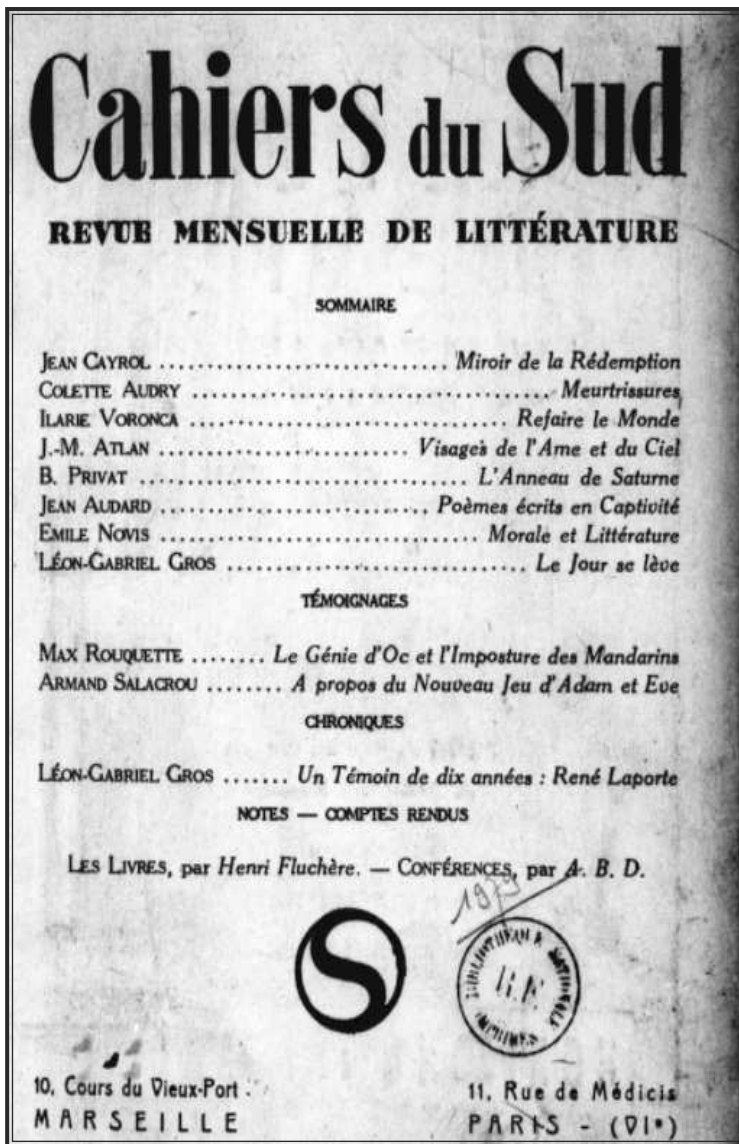 Cahiers du Sud
REVUE MENSUELLE DE LITTÉRATURE
SOMMAIRE
JEAN CAYROL .............................. Miroir de la Rédemption
COLETTE AUDRY ...................................... Meurtrissures
ILARIE VORONCA ................................. Refaire le Monde
J.-M. ATLAN .......................... Visages de l'Ame et du Ciel
B. PRIVAT .................................. L'Anneau de Saturne
JEAN AUDARD ......................... Poèmes écrits en Captivité
EMILE NOVIS ................................. Morale et Littérature
LÉON-GABRIEL GROS .............................. Le Jour se lève
TÉMOIGNAGES
MAX ROUQUETTE ........ Le Génie d'Oc et l'Imposture des Mandarins
ARMAND SALACROU ........ A propos du Nouveau Jeu d'Adam et Eve
CHRONIQUES
LÉON-GABRIEL GROS ....... Un Témoin de dix années : René Laporte
NOTES — COMPTES RENDUS
LES LIVRES, par Henri Fluchère. — CONFÉRENCES, par A. B. D.
S
BIBLIOTHEQUE NATIONALE
IMPRIMES
10, Cours du Vieux-Port
11, Rue de Médicis
MARSEILLE
PARIS - (VIe)